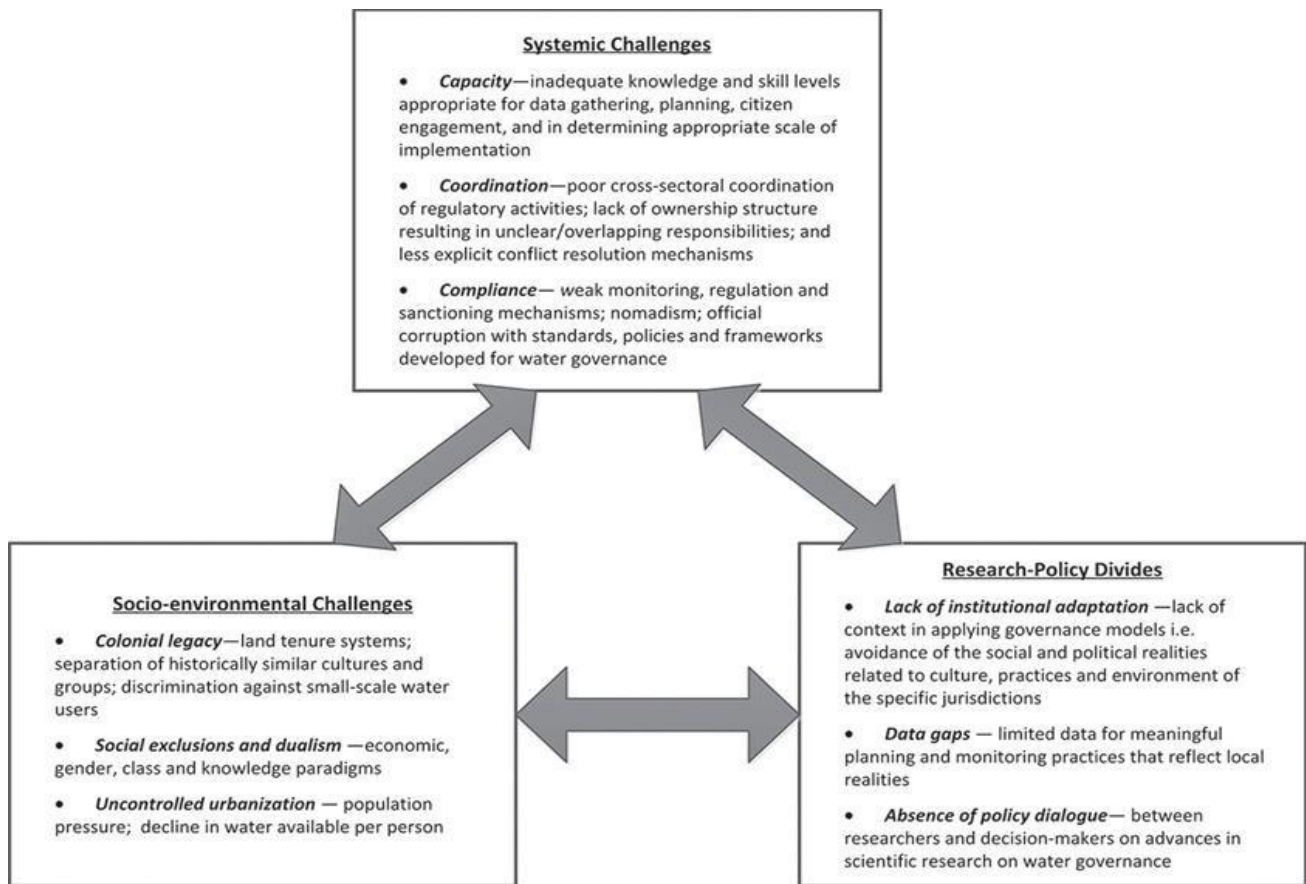 Systemic Challenges
• Capacity—inadequate knowledge and skill levels
appropriate for data gathering, planning, citizen
engagement, and in determining appropriate scale of
implementation
• Coordination—poor cross-sectoral coordination
of regulatory activities; lack of ownership structure
resulting in unclear/overlapping responsibilities; and
less explicit conflict resolution mechanisms
• Compliance— weak monitoring, regulation and
sanctioning mechanisms; nomadism; official
corruption with standards, policies and frameworks
developed for water governance
Socio-environmental Challenges
• Colonial legacy—land tenure systems;
separation of historically similar cultures and
groups; discrimination against small-scale water
users
• Social exclusions and dualism —economic,
gender, class and knowledge paradigms
• Uncontrolled urbanization — population
pressure; decline in water available per person
Research-Policy Divides
• Lack of institutional adaptation —lack of
context in applying governance models i.e.
avoidance of the social and political realities
related to culture, practices and environment of
the specific jurisdictions
• Data gaps — limited data for meaningful
planning and monitoring practices that reflect local
realities
• Absence of policy dialogue— between
researchers and decision-makers on advances in
scientific research on water governance